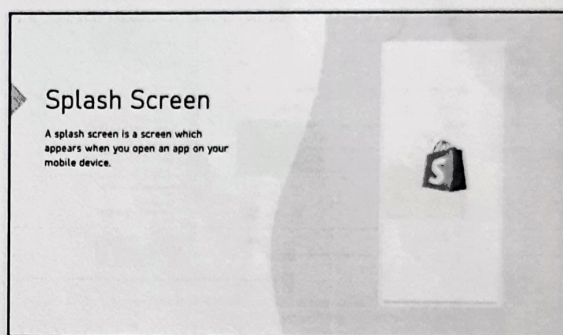 Splash Screen
A splash screen is a screen which
appears when you open an app on your
mobile device.
S